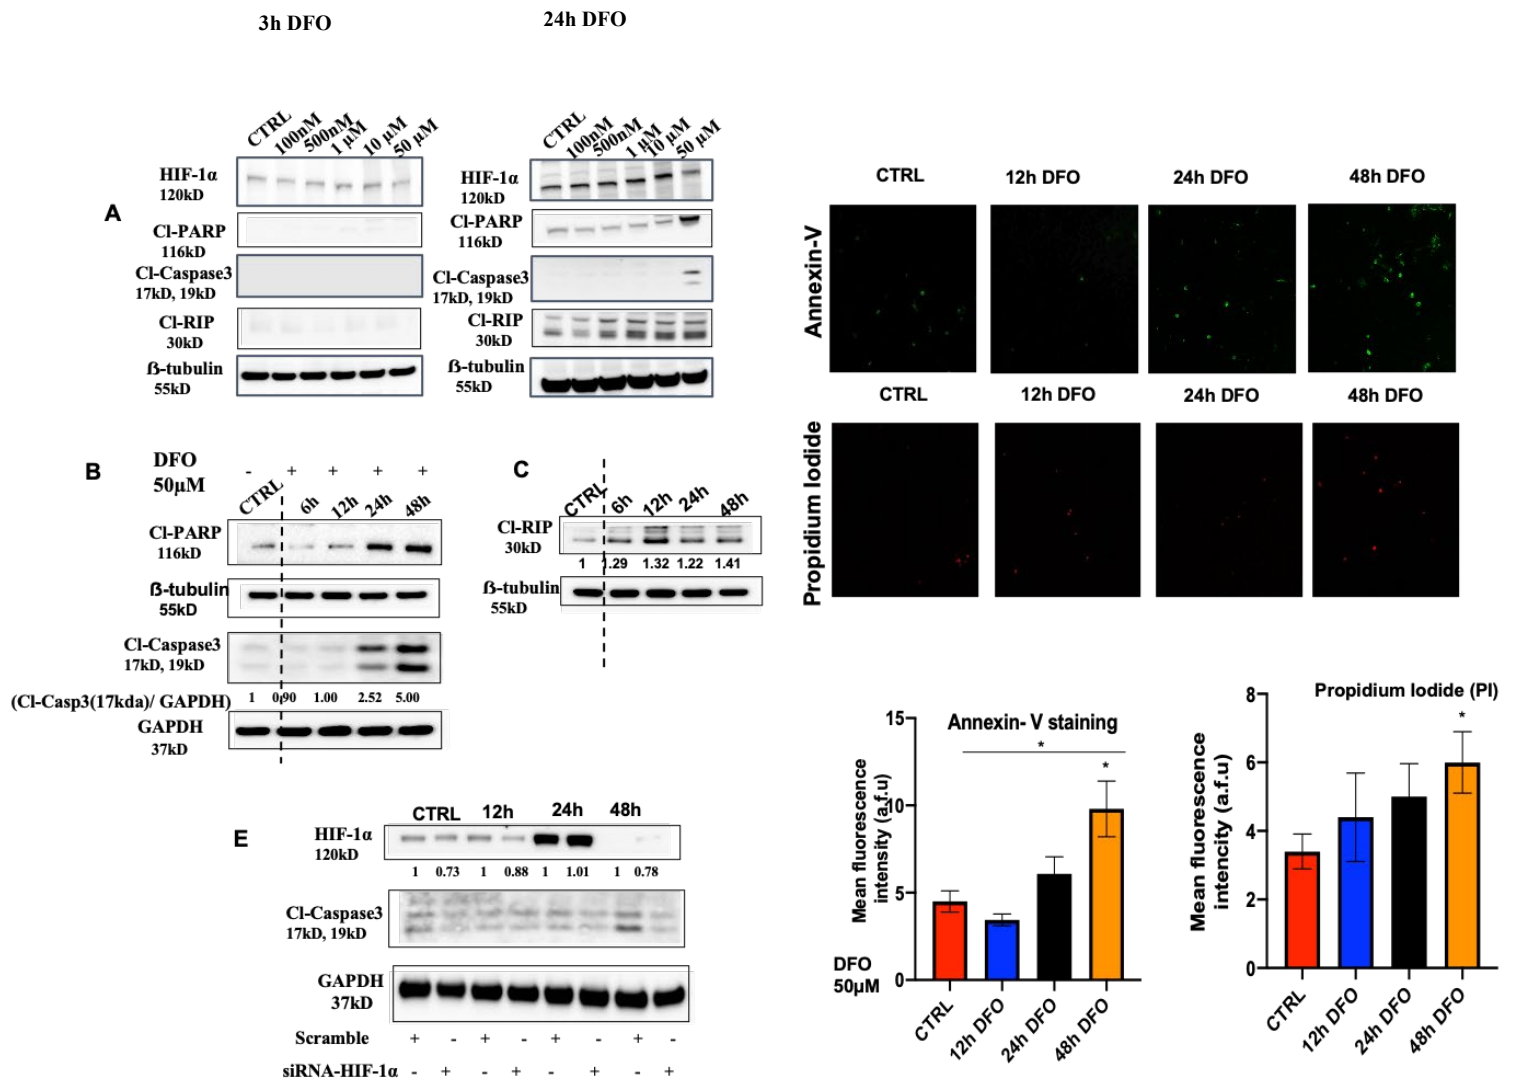 3h DFO
24h DFO
CTRL 100nM 500nM 1 µM 10 µM 50 µM
CTRL 100nM 500nM 1 µM 10 µM 50 µM
A
HIF-1α
120kD
Cl-PARP
116kD
Cl-Caspase3
17kD, 19kD
Cl-RIP
30kD
ß-tubulin
55kD
HIF-1α
120kD
Cl-PARP
116kD
Cl-Caspase3
17kD, 19kD
Cl-RIP
30kD
ß-tubulin
55kD
CTRL 12h DFO 24h DFO 48h DFO
Annexin-V
CTRL 12h DFO 24h DFO 48h DFO
Propidium Iodide
B
DFO - + + + +
50µM
CTRL 6h 12h 24h 48h
Cl-PARP
116kD
ß-tubulin
55kD
Cl-Caspase3
17kD, 19kD
(Cl-Casp3(17kda)/ GAPDH) 1 0.90 1.00 2.52 5.00
GAPDH
37kD
C
CTRL 6h 12h 24h 48h
Cl-RIP
30kD
1 1.29 1.32 1.22 1.41
ß-tubulin
55kD
E
CTRL 12h 24h 48h
HIF-1α
120kD
1 0.73 1 0.88 1 1.01 1 0.78
Cl-Caspase3
17kD, 19kD
GAPDH
37kD
Scramble + - + - + - + -
siRNA-HIF-1α - + - + - + - +
Annexin- V staining
*
*
Mean fluorescence
intensity (a.f.u)
15
10
5
0
DFO
50µM
CTRL 12h DFO 24h DFO 48h DFO
Propidium Iodide (PI)
*
Mean fluorescence
intencity (a.f.u)
8
6
4
2
0
CTRL 12h DFO 24h DFO 48h DFO